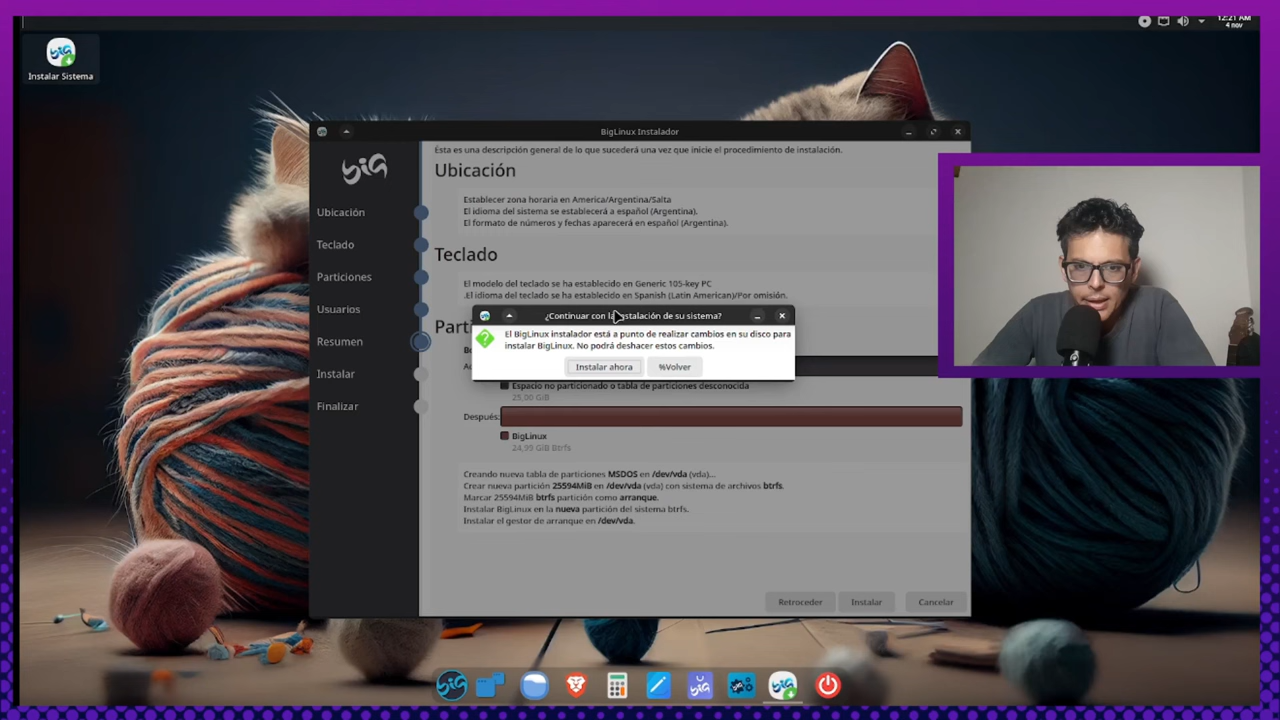 12:21 AM
4 nov
big
Instalar Sistema
BigLinux Instalador
big
Ubicación
Teclado
Particiones
Usuarios
Resumen
Instalar
Finalizar
Esta es una descripción general de lo que sucederá una vez que inicie el procedimiento de instalación.
Ubicación
Establecer zona horaria en America/Argentina/Salta
El idioma del sistema se establecerá a español (Argentina).
El formato de números y fechas aparecerá en español (Argentina).
Teclado
El modelo del teclado se ha establecido en Generic 105-key PC
.El idioma del teclado se ha establecido en Spanish (Latin American)/Por omisión.
¿Continuar con la instalación de su sistema?
El BigLinux instalador está a punto de realizar cambios en su disco para
instalar BigLinux. No podrá deshacer estos cambios.
Instalar ahora
%Volver
Espacio no particionado o tabla de particiones desconocida
25,00 GiB
Después:
BigLinux
24,99 GiB Btrfs
Creando nueva tabla de particiones MSDOS en /dev/vda (vda)...
Crear nueva partición 25594MiB en /dev/vda (vda) con sistema de archivos btrfs.
Marcar 25594MiB btrfs partición como arranque.
Instalar BigLinux en la nueva partición del sistema btrfs.
Instalar el gestor de arranque en /dev/vda.
Retroceder
Instalar
Cancelar
big
big